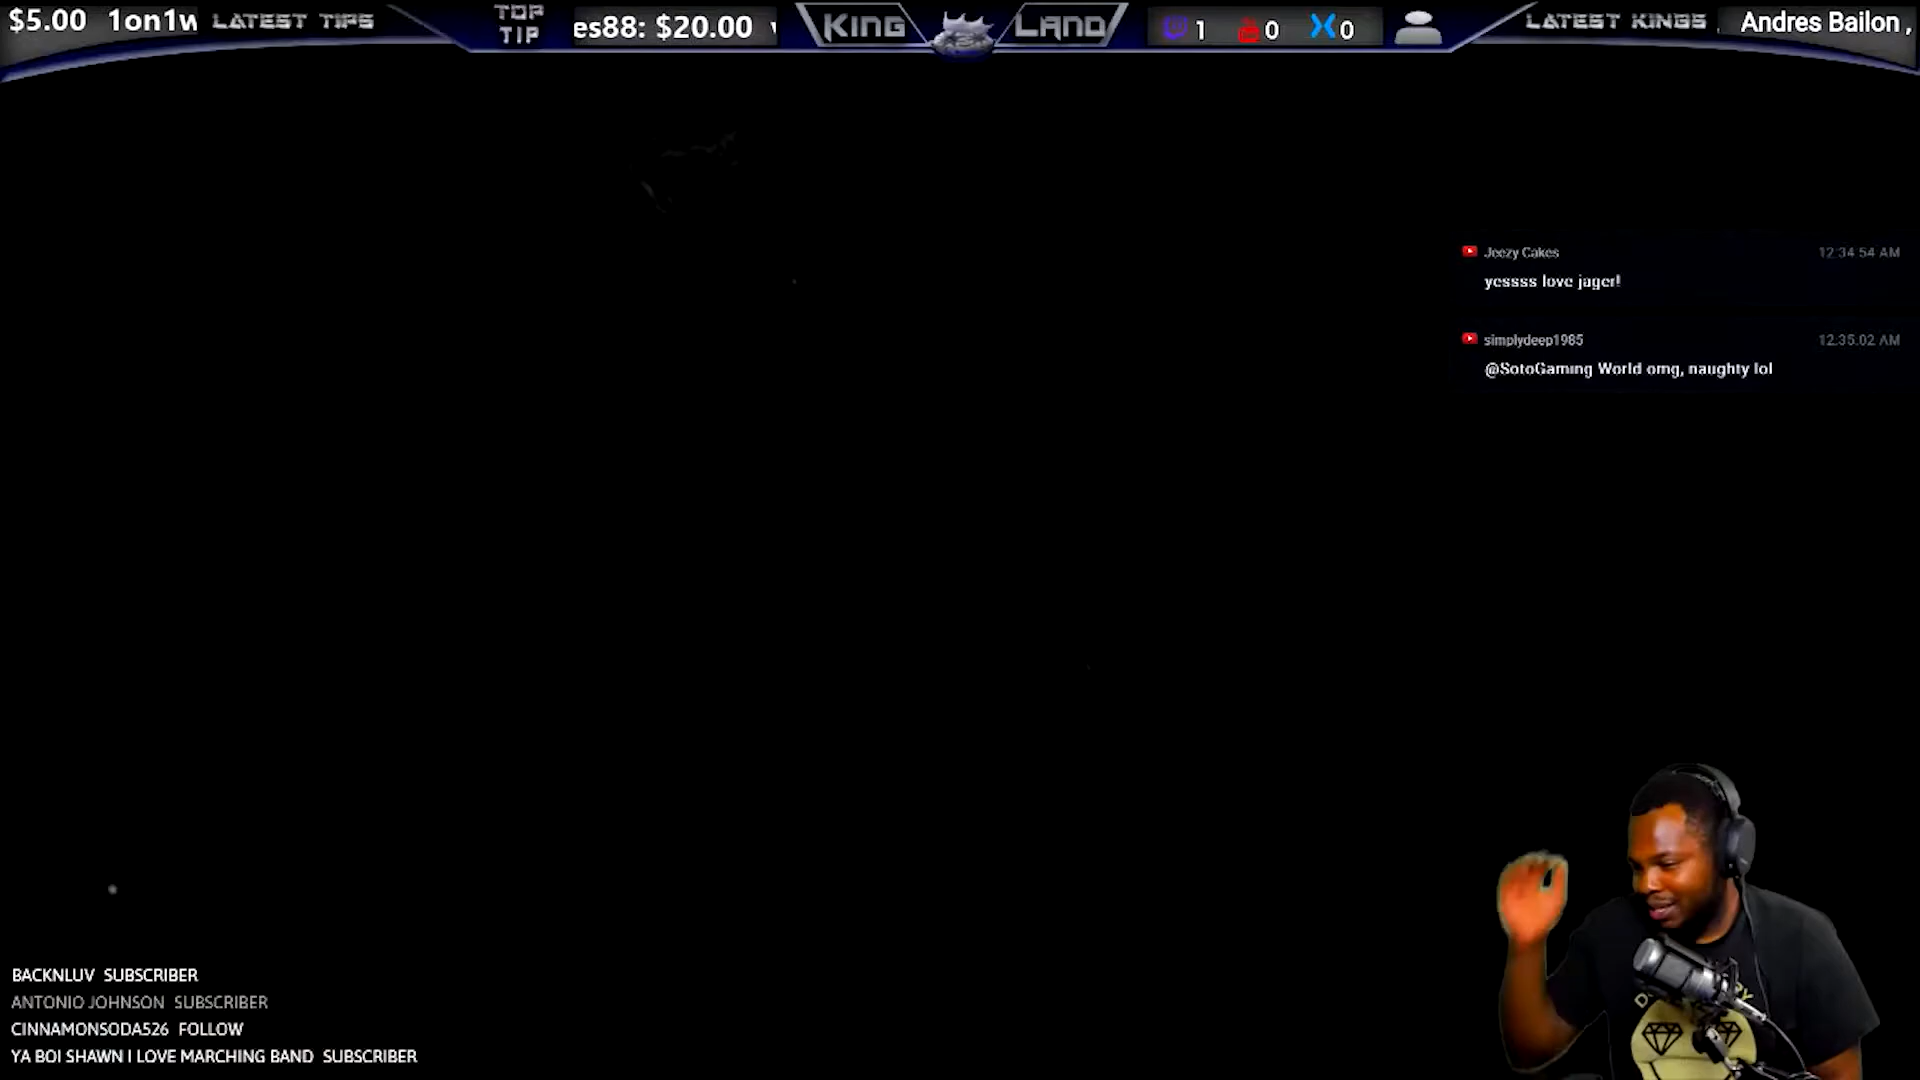 $5.00 1on1w LATEST TIPS
TOP TIP
es88: $20.00
KING LAND
1 0 0
LATEST KINGS
Andres Bailon ,
Jeezy Cakes 12:34:54 AM
yessss love jager!
simplydeep1985 12:35:02 AM
@SotoGaming World omg, naughty lol
BACKNLUV SUBSCRIBER
ANTONIO JOHNSON SUBSCRIBER
CINNAMONSODA526 FOLLOW
YA BOI SHAWN I LOVE MARCHING BAND SUBSCRIBER